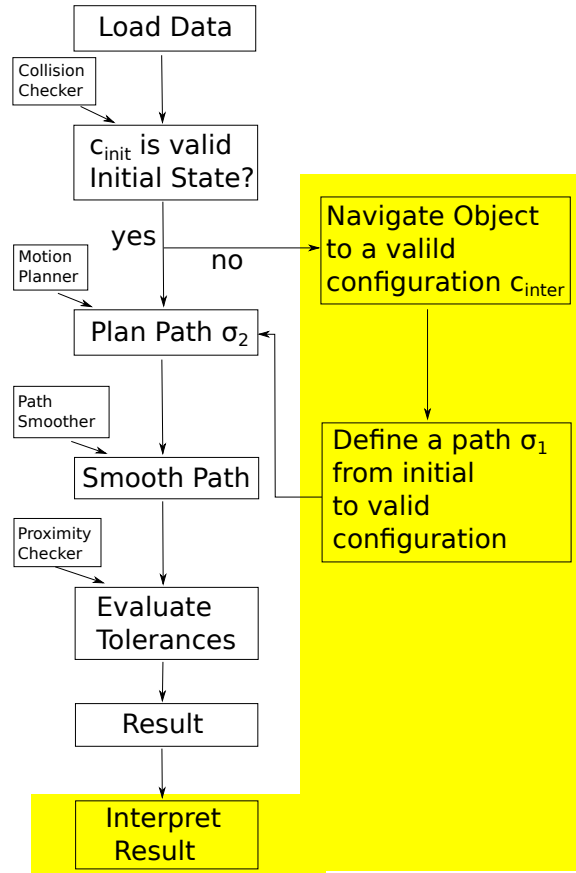 Load Data
Collision
Checker
c_init is valid
Initial State?
yes
no
Navigate Object
to a valild
configuration c_inter
Motion
Planner
Plan Path σ₂
Path
Smoother
Smooth Path
Define a path σ₁
from initial
to valid
configuration
Proximity
Checker
Evaluate
Tolerances
Result
Interpret
Result